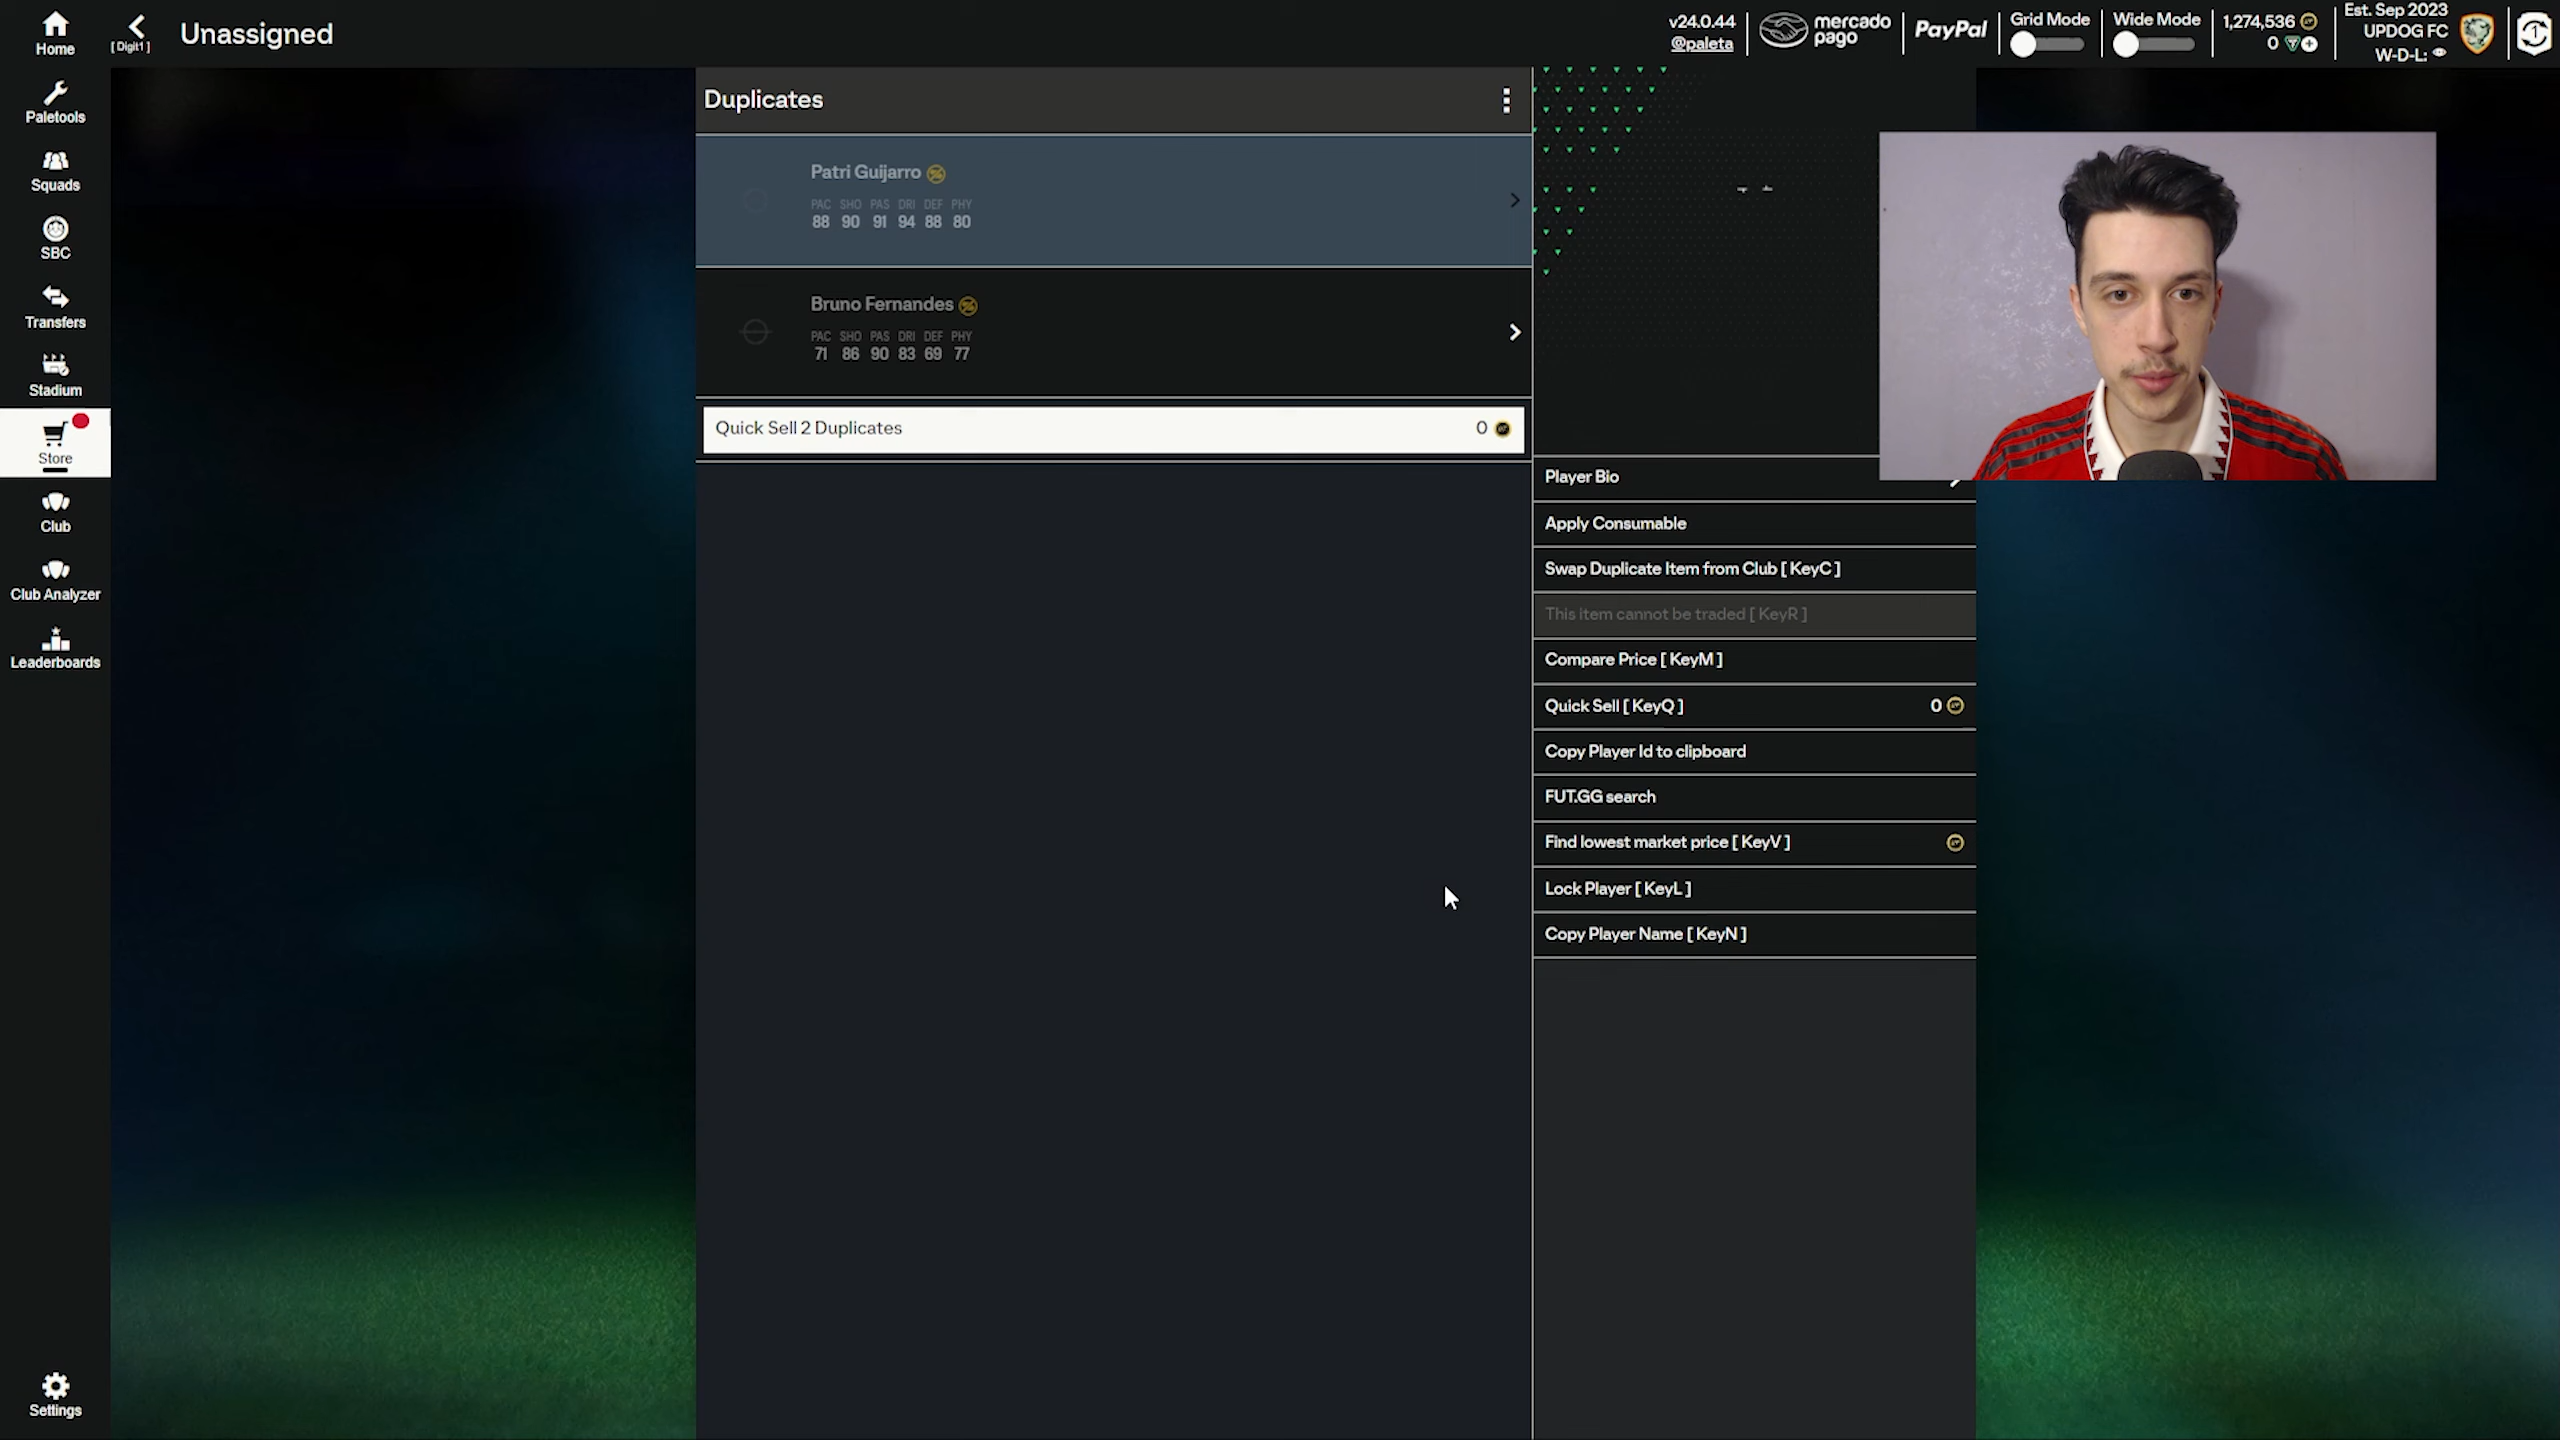 Home
[ Digit1 ]
Unassigned
v24.0.44
@paleta
mercado
pago
PayPal
Grid Mode
Wide Mode
1,274,536
0
Est. Sep 2023
UPDOG FC
W-D-L:
1
Paletools
Squads
SBC
Transfers
Stadium
Store
Club
Club Analyzer
Leaderboards
Settings
Duplicates
Patri Guijarro
PAC SHO PAS DRI DEF PHY
88 90 91 94 88 80
Bruno Fernandes
PAC SHO PAS DRI DEF PHY
71 86 90 83 69 77
Quick Sell 2 Duplicates 0
Player Bio
Apply Consumable
Swap Duplicate Item from Club [ KeyC ]
This item cannot be traded [ KeyR ]
Compare Price [ KeyM ]
Quick Sell [ KeyQ ] 0
Copy Player Id to clipboard
FUT.GG search
Find lowest market price [ KeyV ]
Lock Player [ KeyL ]
Copy Player Name [ KeyN ]